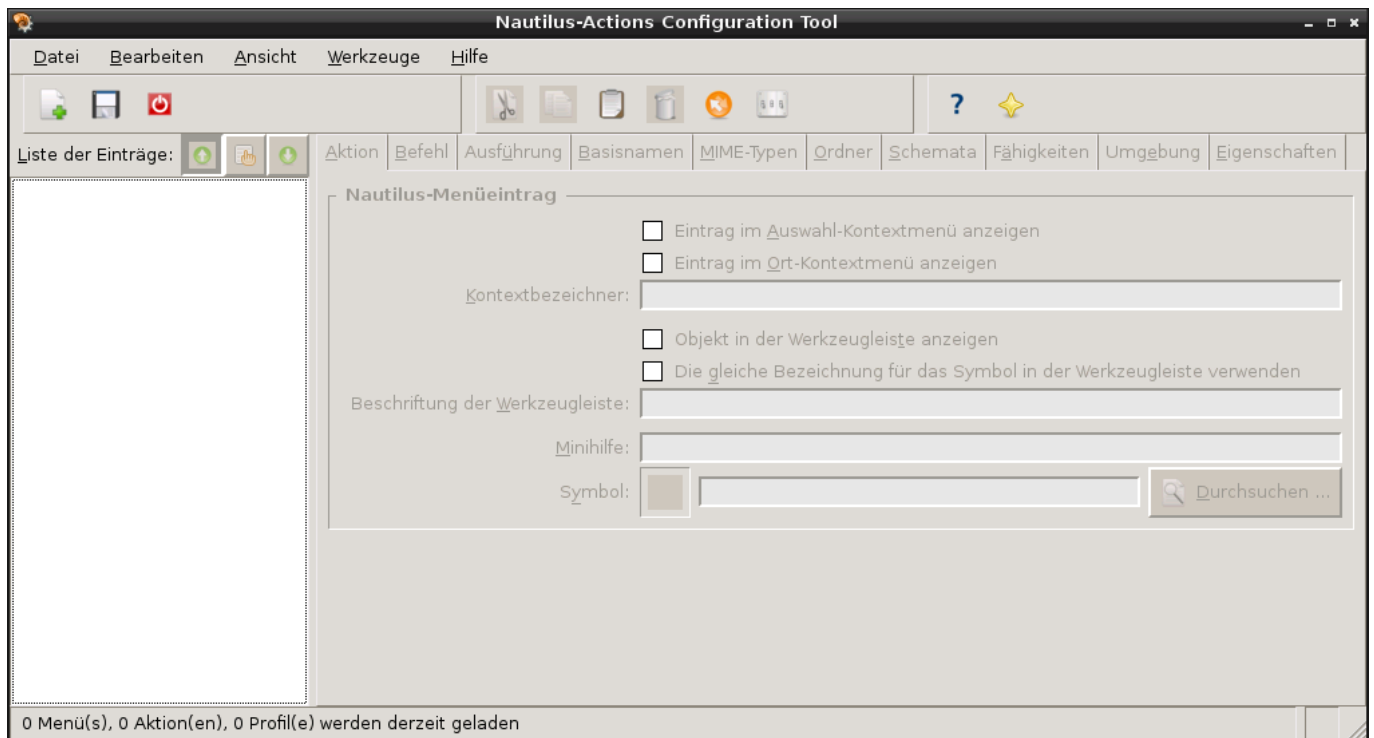 Nautilus-Actions Configuration Tool
Datei Bearbeiten Ansicht Werkzeuge Hilfe
?
Liste der Einträge: Aktion Befehl Ausführung Basisnamen MIME-Typen Ordner Schemata Fähigkeiten Umgebung Eigenschaften
Nautilus-Menüeintrag
Eintrag im Auswahl-Kontextmenü anzeigen
Eintrag im Ort-Kontextmenü anzeigen
Kontextbezeichner:
Objekt in der Werkzeugleiste anzeigen
Die gleiche Bezeichnung für das Symbol in der Werkzeugleiste verwenden
Beschriftung der Werkzeugleiste:
Minihilfe:
Symbol: Durchsuchen ...
0 Menü(s), 0 Aktion(en), 0 Profil(e) werden derzeit geladen